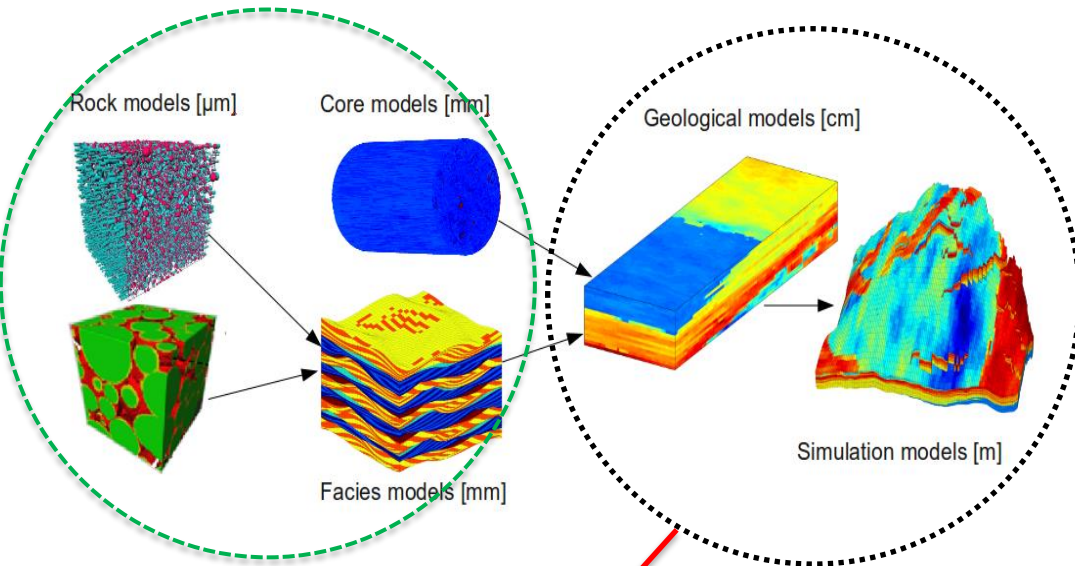 Rock models [µm]
Core models [mm]
Geological models [cm]
Facies models [mm]
Simulation models [m]